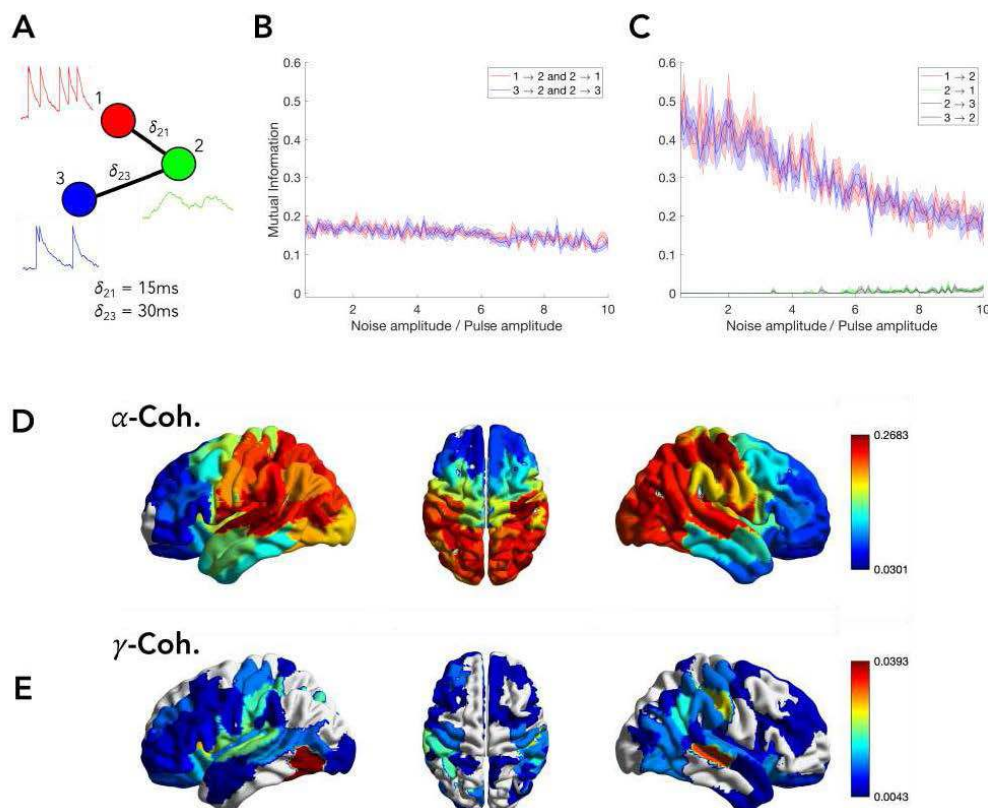 A
1
δ21
2
3
δ23
δ21 = 15ms
δ23 = 30ms
B
0.6
0.5
0.4
0.3
0.2
0.1
0
Mutual Information
1 → 2 and 2 → 1
3 → 2 and 2 → 3
2
4
6
8
10
Noise amplitude / Pulse amplitude
C
0.6
0.5
0.4
0.3
0.2
0.1
0
1 → 2
2 → 1
2 → 3
3 → 2
2
4
6
8
10
Noise amplitude / Pulse amplitude
D
α-Coh.
0.2683
0.0301
E
γ-Coh.
0.0393
0.0043